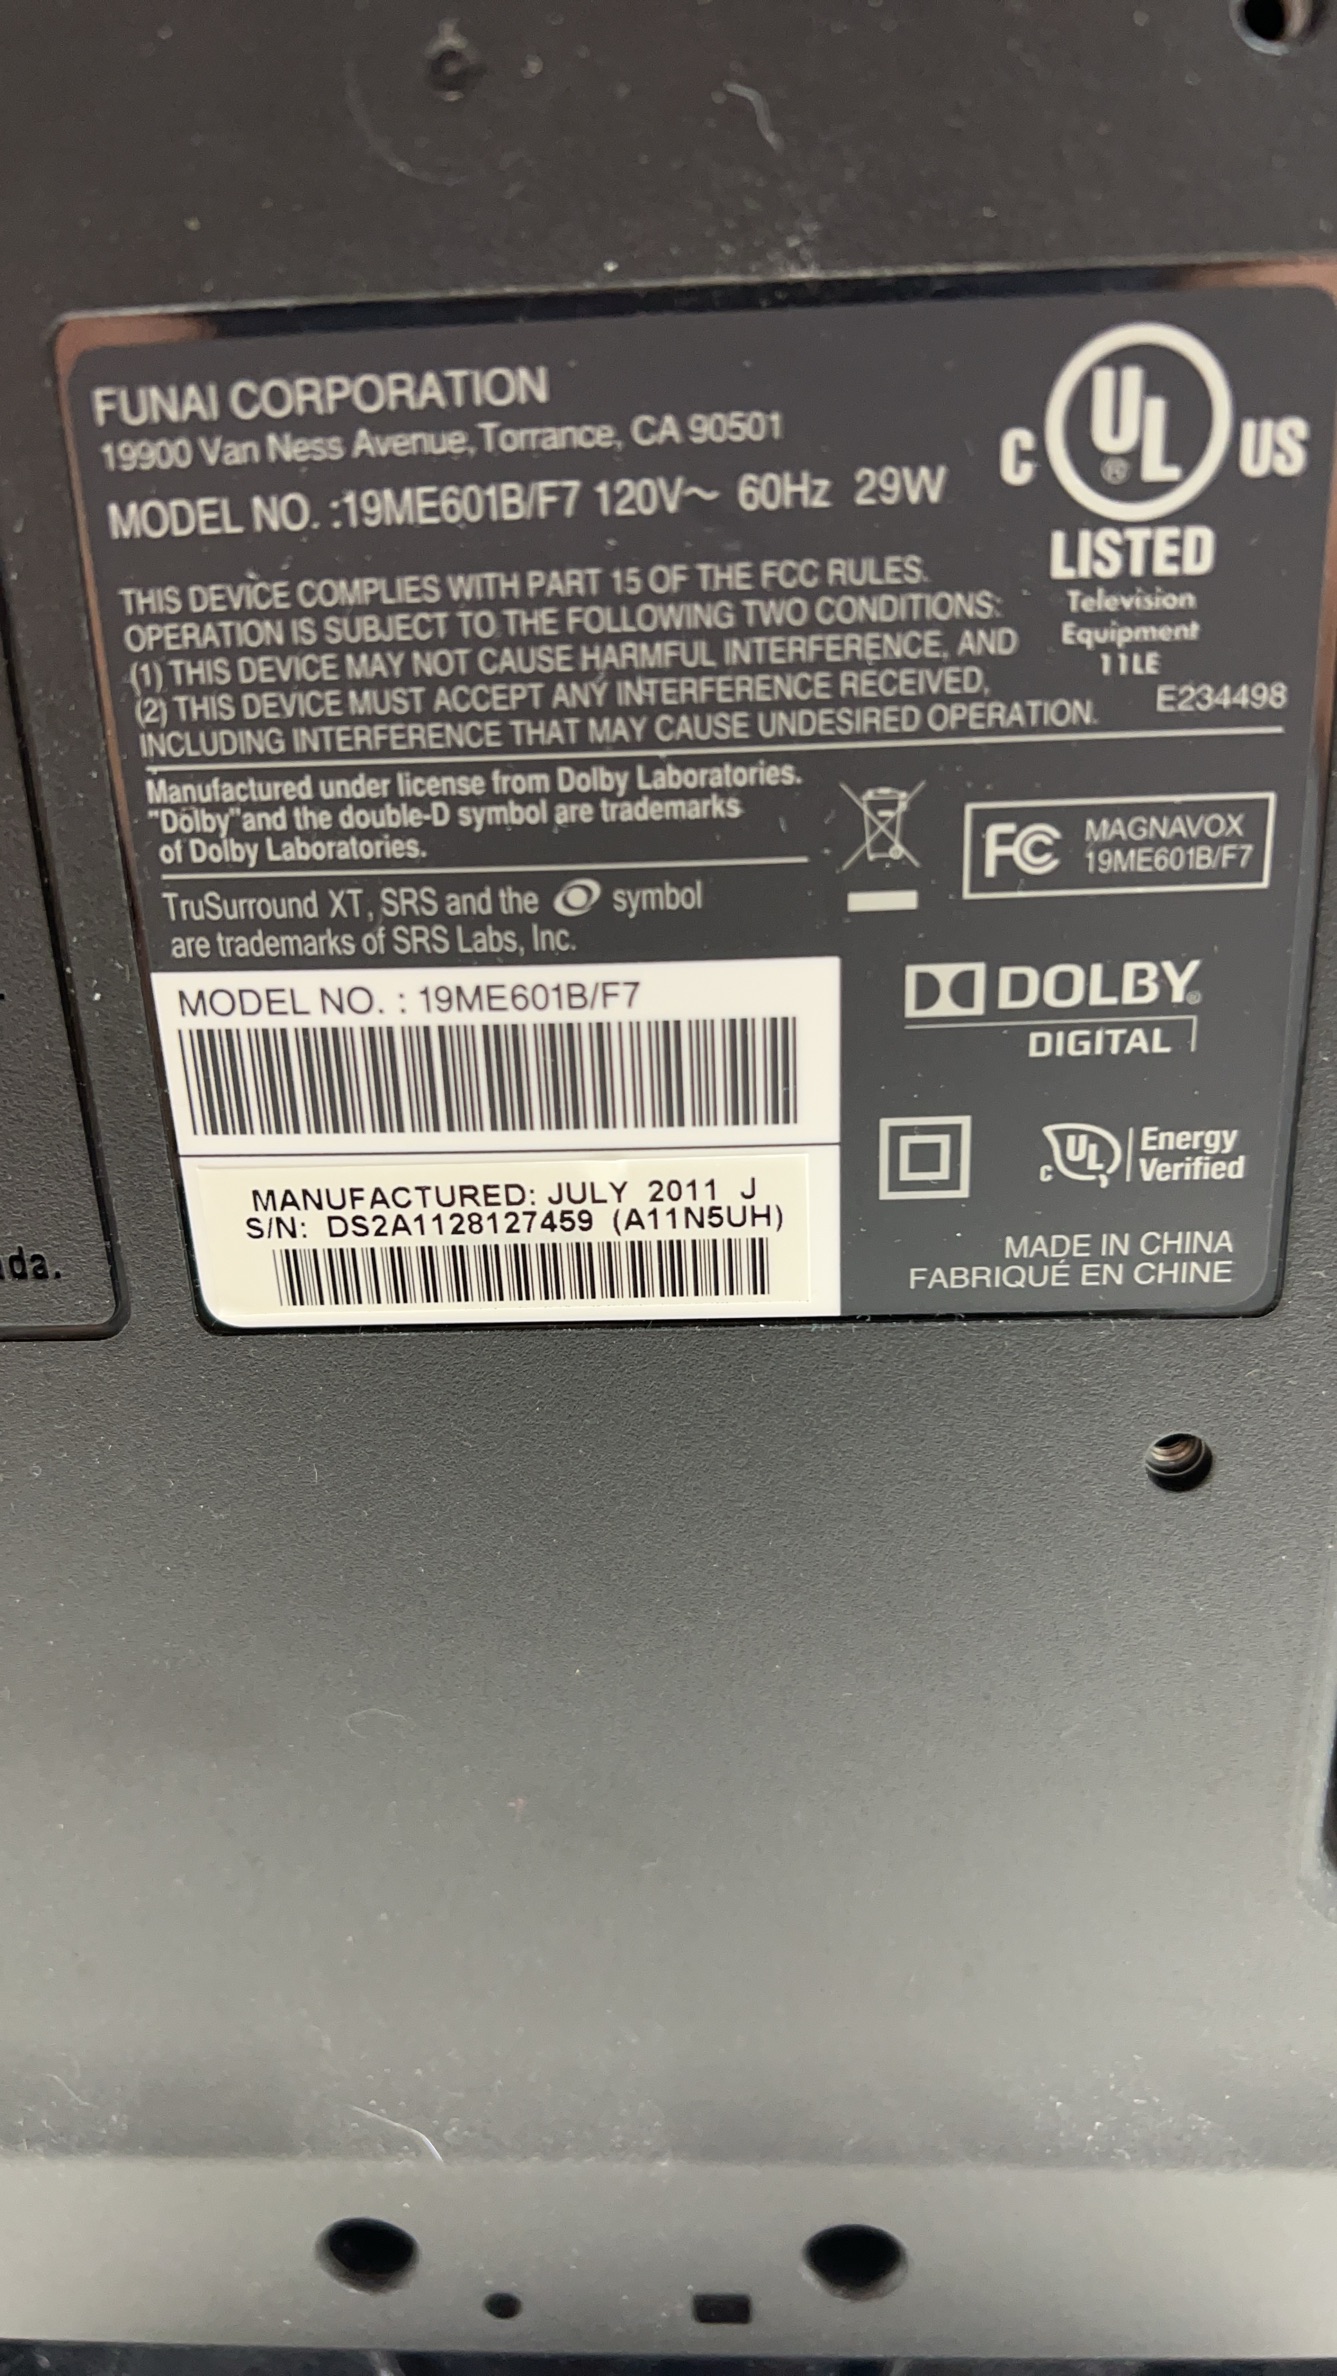 FUNAI CORPORATION
19900 Van Ness Avenue, Torrance, CA 90501
MODEL NO. :19ME601B/F7 120V~ 60Hz 29W
C UL® US
LISTED
Television
Equipment
11LE
E234498
THIS DEVICE COMPLIES WITH PART 15 OF THE FCC RULES.
OPERATION IS SUBJECT TO THE FOLLOWING TWO CONDITIONS:
(1) THIS DEVICE MAY NOT CAUSE HARMFUL INTERFERENCE, AND
(2) THIS DEVICE MUST ACCEPT ANY INTERFERENCE RECEIVED,
INCLUDING INTERFERENCE THAT MAY CAUSE UNDESIRED OPERATION.
Manufactured under license from Dolby Laboratories.
"Dolby"and the double-D symbol are trademarks
of Dolby Laboratories.
TruSurround XT, SRS and the symbol
are trademarks of SRS Labs, Inc.
FC MAGNAVOX
19ME601B/F7
DOLBY®
DIGITAL
MODEL NO. : 19ME601B/F7
MANUFACTURED: JULY 2011 J
S/N: DS2A1128127459 (A11N5UH)
c UL Energy
Verified
MADE IN CHINA
FABRIQUÉ EN CHINE
da.